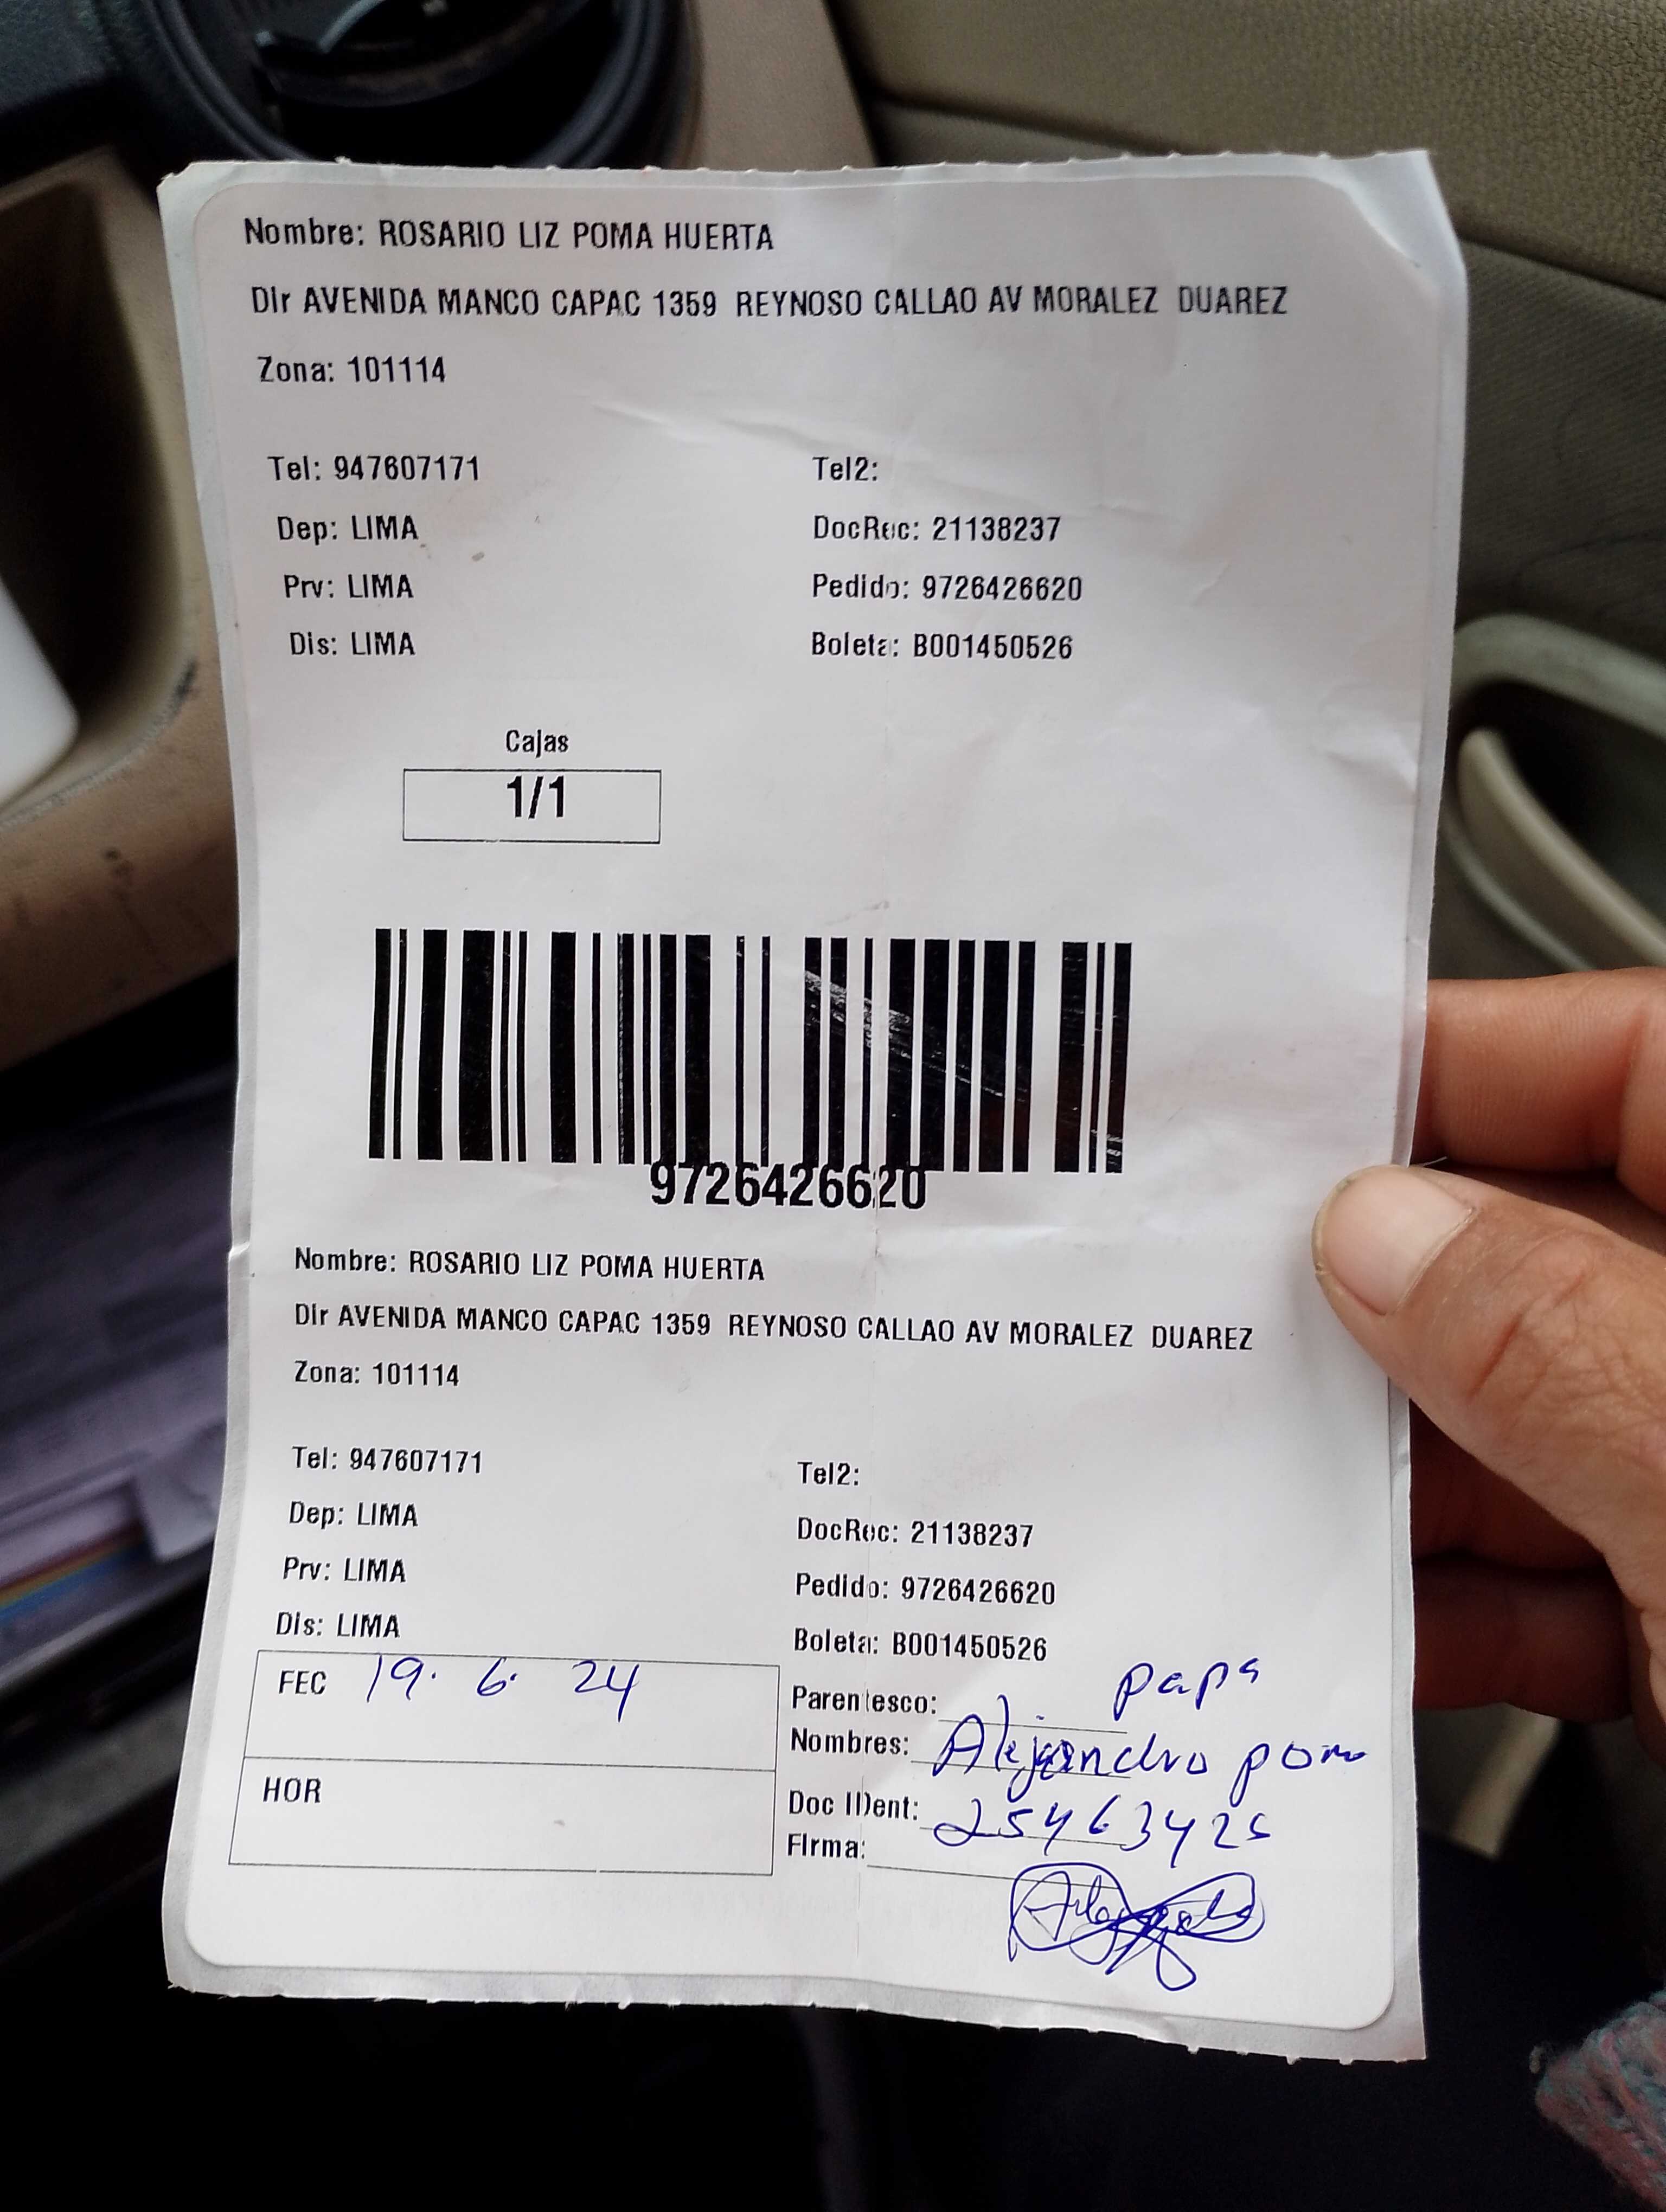 Nombre: ROSARIO LIZ POMA HUERTA
Dir AVENIDA MANCO CAPAC 1359 REYNOSO CALLAO AV MORALEZ DUAREZ
Zona: 101114
Tel: 947607171 Tel2:
Dep: LIMA DocRec: 21138237
Prv: LIMA Pedido: 9726426620
Dis: LIMA Boleta: B001450526
Cajas
1/1
9726426620
Nombre: ROSARIO LIZ POMA HUERTA
Dir AVENIDA MANCO CAPAC 1359 REYNOSO CALLAO AV MORALEZ DUAREZ
Zona: 101114
Tel: 947607171 Tel2:
Dep: LIMA DocRec: 21138237
Prv: LIMA Pedido: 9726426620
Dis: LIMA Boleta: B001450526
FEC 19. 6. 24
Parentesco: papa
Nombres: Alejandro
HOR
Doc IDent:
Firma: